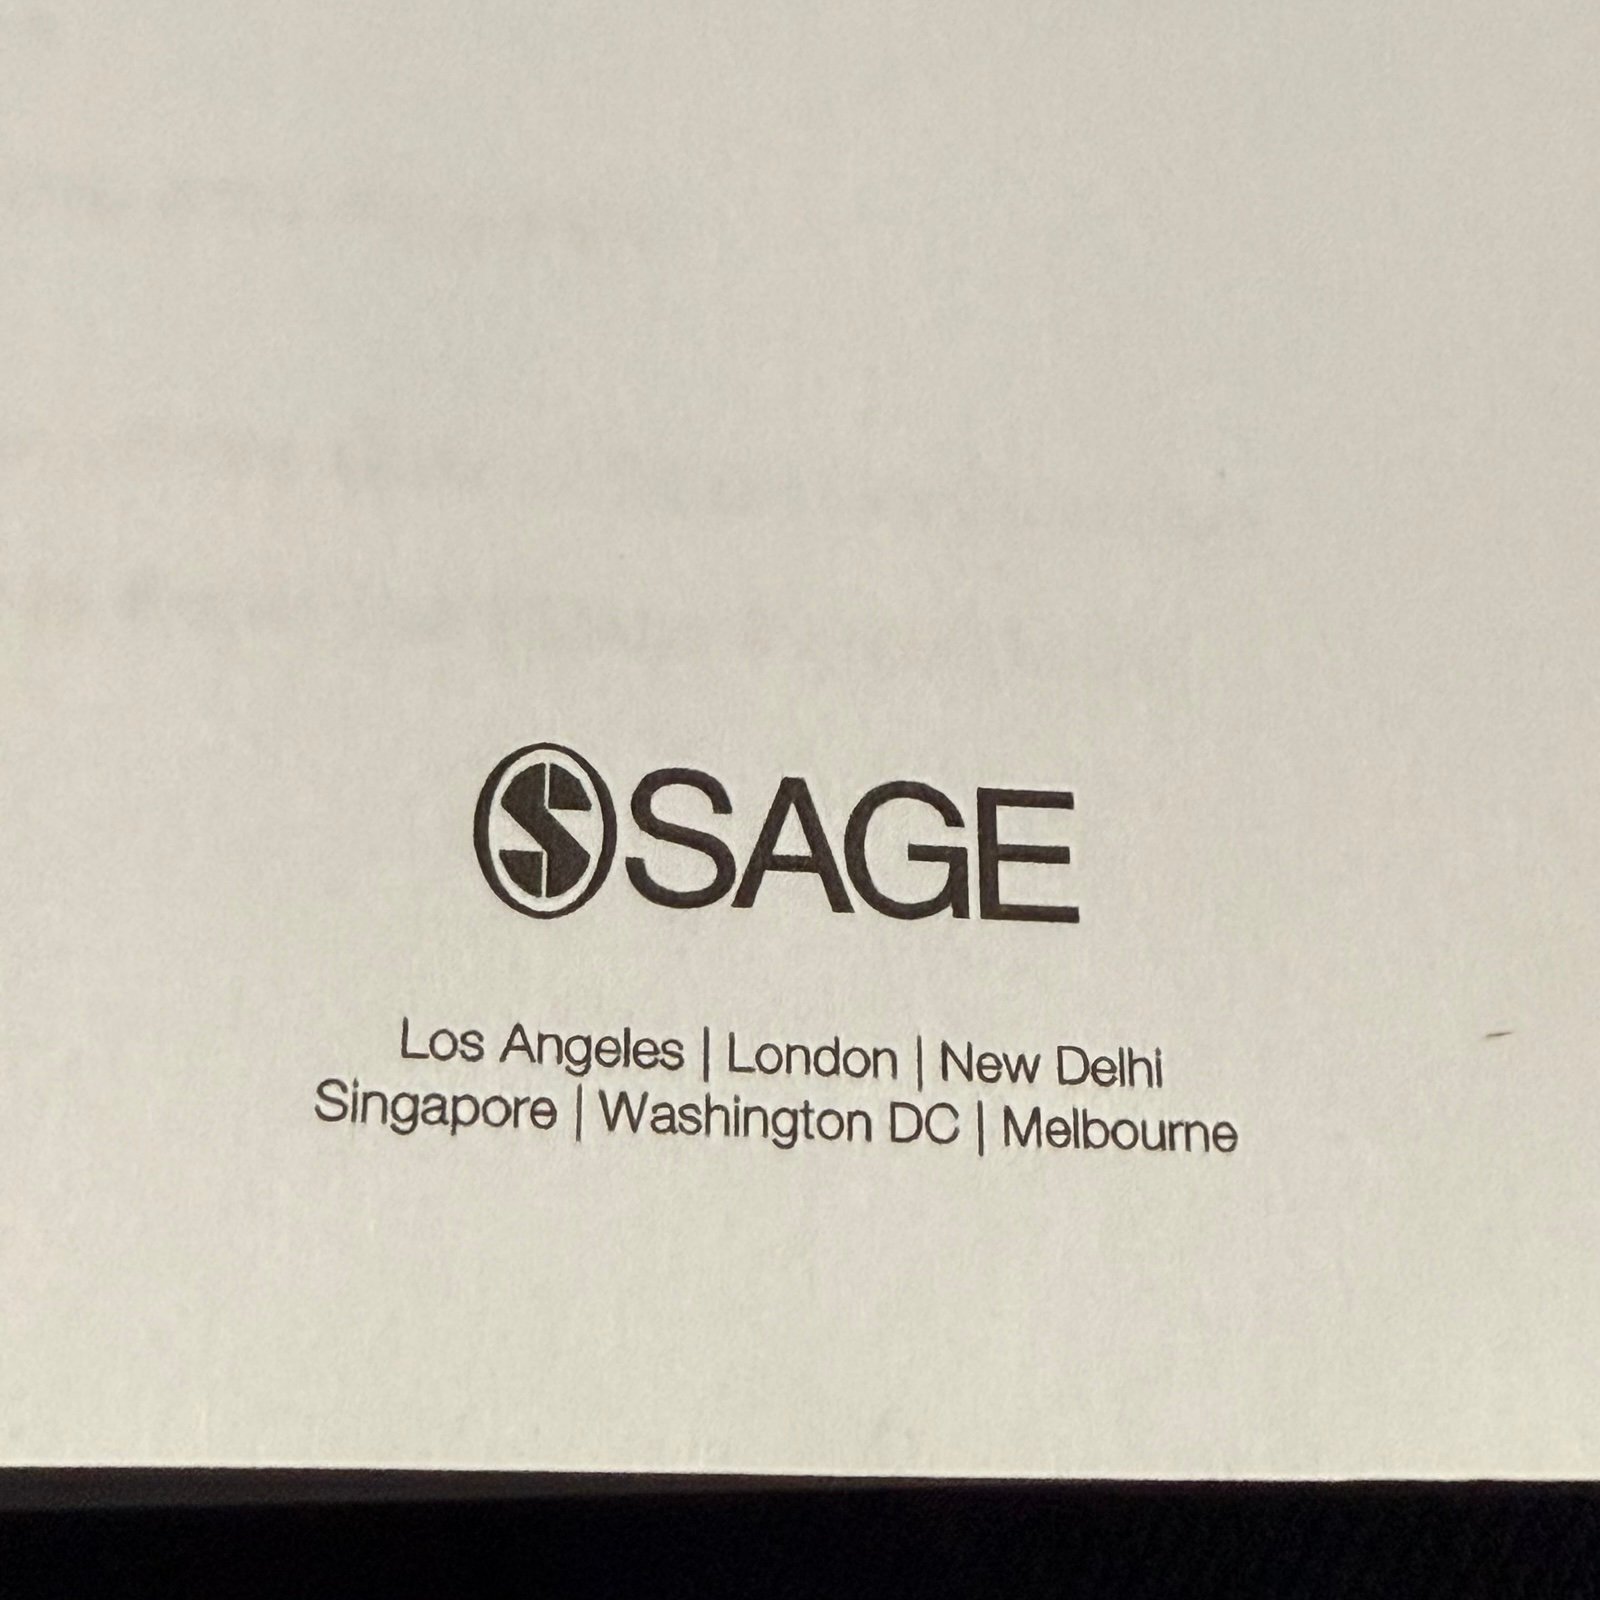 SAGE
Los Angeles | London | New Delhi
Singapore | Washington DC | Melbourne